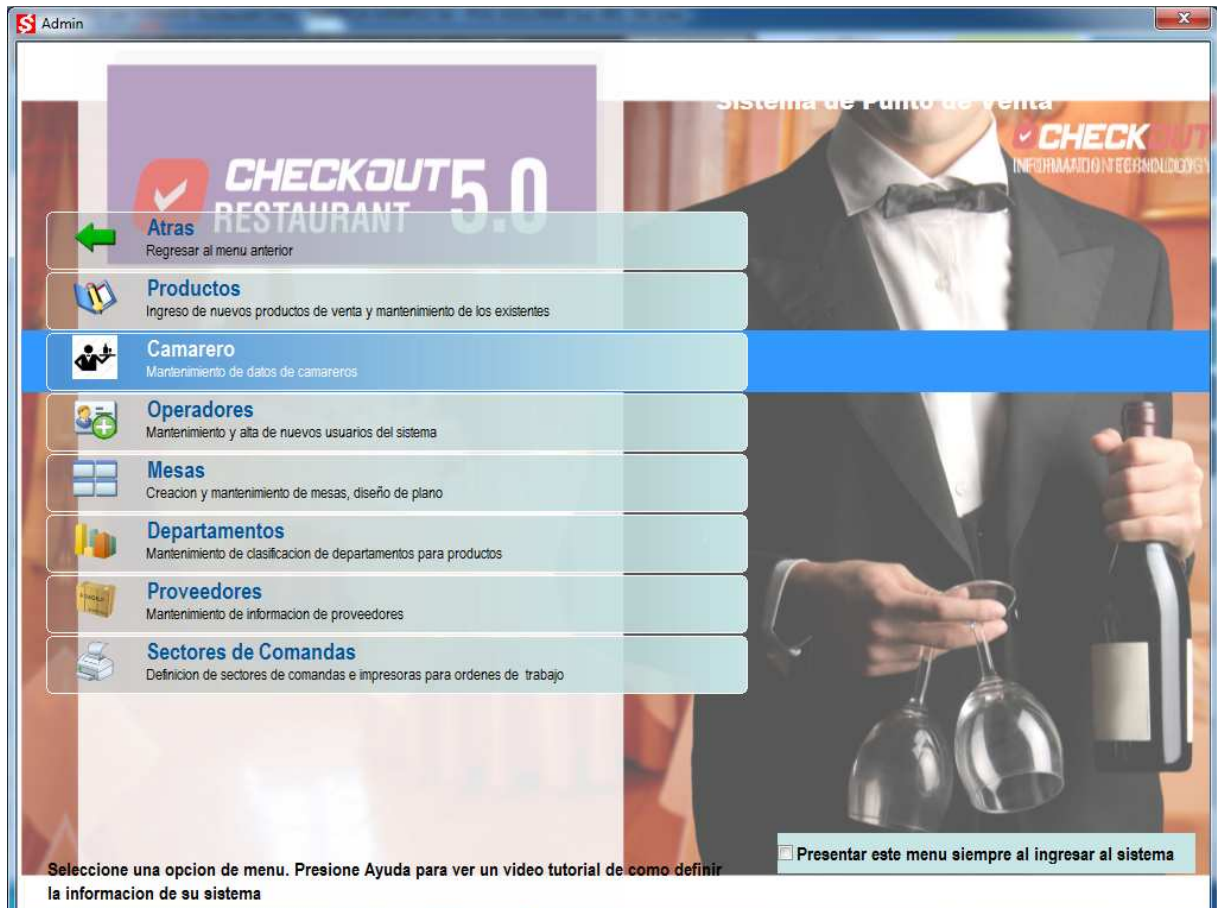 Admin
Sistema de Punto de Venta
CHECKOUT
INFORMATION TECHNOLOGY
CHECKOUT 5.0
RESTAURANT
Atras
Regresar al menu anterior
Productos
Ingreso de nuevos productos de venta y mantenimiento de los existentes
Camarero
Mantenimiento de datos de camareros
Operadores
Mantenimiento y alta de nuevos usuarios del sistema
Mesas
Creacion y mantenimiento de mesas, diseño de plano
Departamentos
Mantenimiento de clasificacion de departamentos para productos
Proveedores
Mantenimiento de informacion de proveedores
Sectores de Comandas
Definicion de sectores de comandas e impresoras para ordenes de trabajo
Presentar este menu siempre al ingresar al sistema
Seleccione una opcion de menu. Presione Ayuda para ver un video tutorial de como definir
la informacion de su sistema